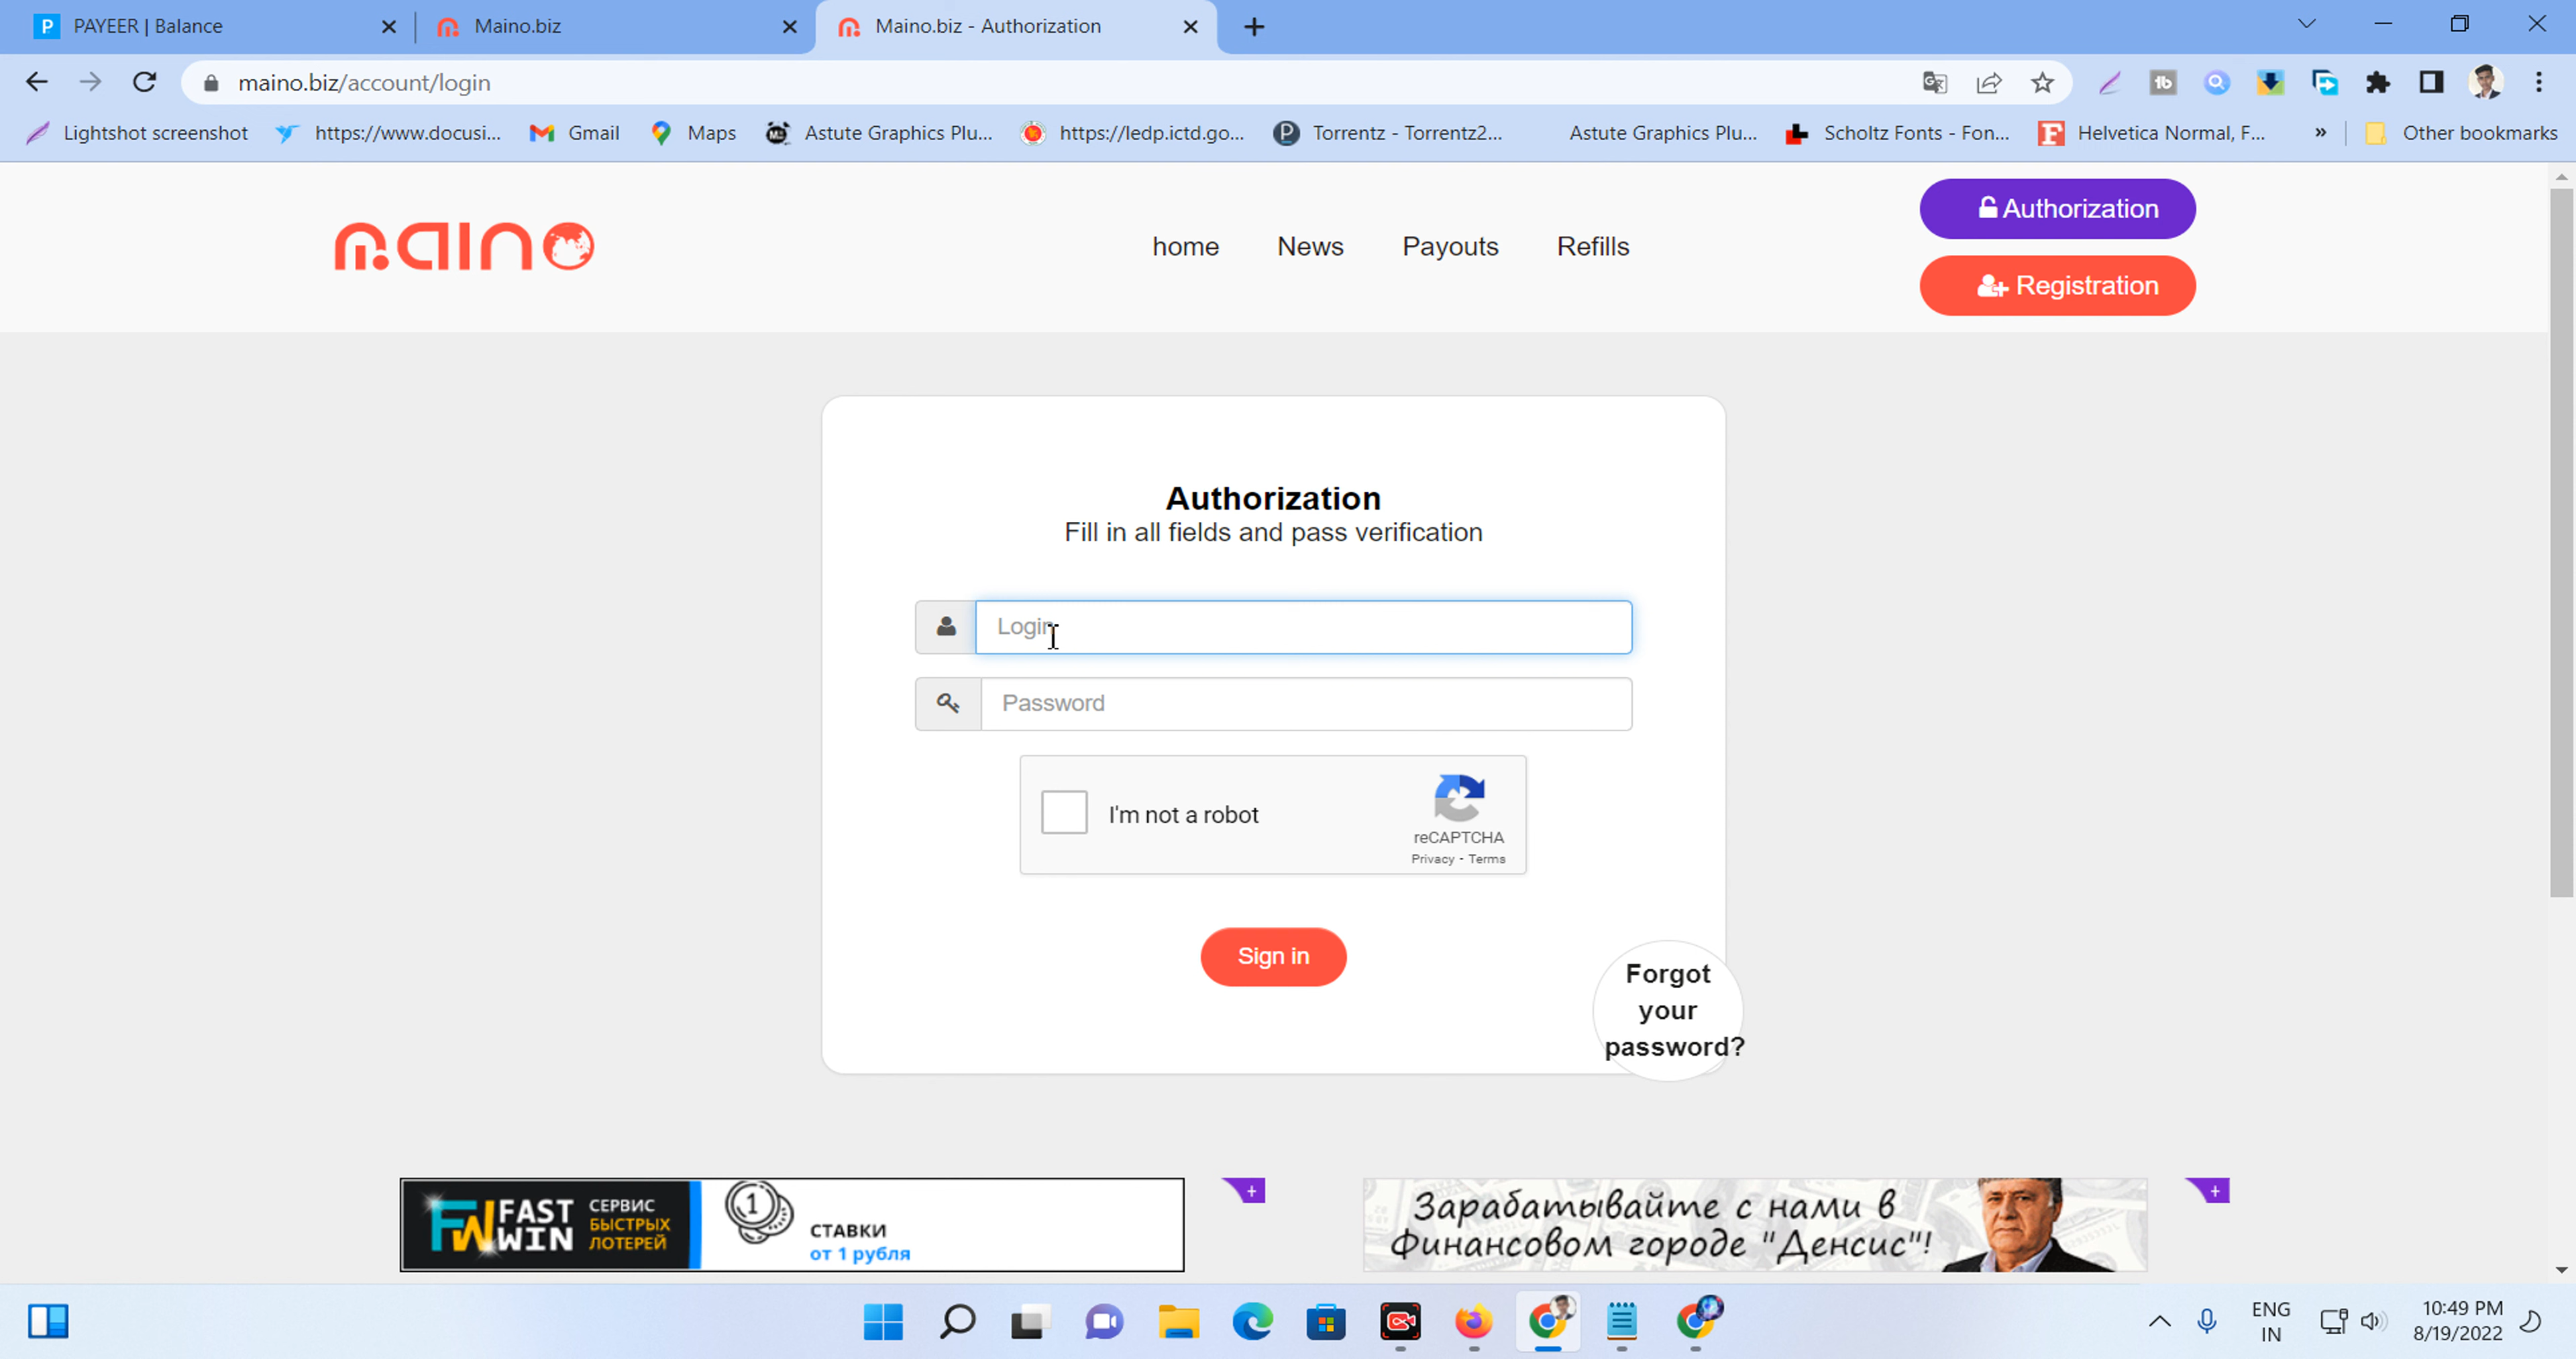 PAYEER | Balance
Maino.biz
Maino.biz - Authorization
maino.biz/account/login
Lightshot screenshot
https://www.docusi...
Gmail
Maps
Astute Graphics Plu...
https://ledp.ictd.go...
Torrentz - Torrentz2...
Astute Graphics Plu...
Scholtz Fonts - Fon...
Helvetica Normal, F...
»
Other bookmarks
maino
home
News
Payouts
Refills
Authorization
Registration
Authorization
Fill in all fields and pass verification
Login
Password
I'm not a robot
reCAPTCHA
Privacy - Terms
Sign in
Forgot
your
password?
FW FAST
WIN
СЕРВИС
БЫСТРЫХ
ЛОТЕРЕЙ
1
СТАВКИ
от 1 рубля
+
Зарабатывайте с нами в
Финансовом городе "Денсис"!
+
ENG
IN
10:49 PM
8/19/2022